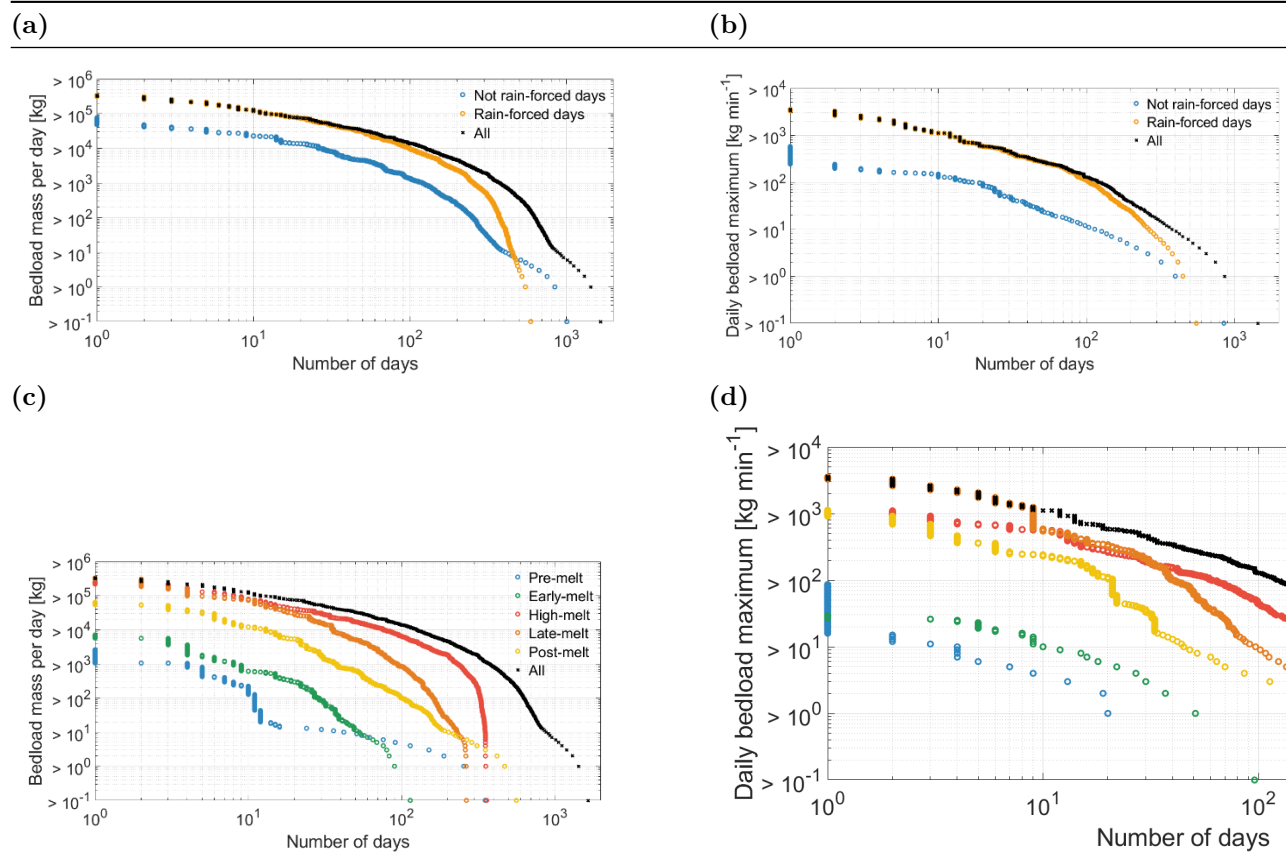 (a)
> 10^6
> 10^5
> 10^4
> 10^3
> 10^2
> 10^1
> 10^0
> 10^-1
Bedload mass per day [kg]
Not rain-forced days
Rain-forced days
All
10^0
10^1
10^2
10^3
Number of days
(b)
> 10^4
> 10^3
> 10^2
> 10^1
> 10^0
> 10^-1
Daily bedload maximum [kg min^-1]
Not rain-forced days
Rain-forced days
All
10^0
10^1
10^2
10^3
Number of days
(c)
> 10^6
> 10^5
> 10^4
> 10^3
> 10^2
> 10^1
> 10^0
> 10^-1
Bedload mass per day [kg]
Pre-melt
Early-melt
High-melt
Late-melt
Post-melt
All
10^0
10^1
10^2
10^3
Number of days
(d)
> 10^4
> 10^3
> 10^2
> 10^1
> 10^0
> 10^-1
Daily bedload maximum [kg min^-1]
10^0
10^1
10^2
Number of days